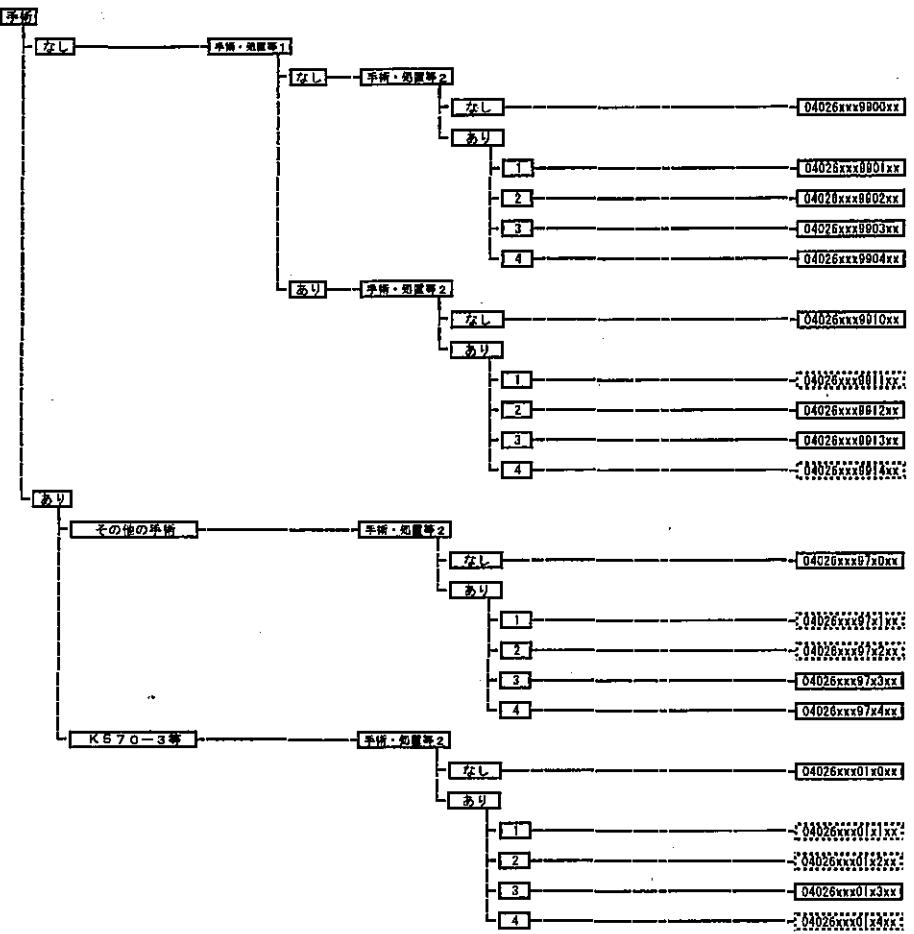 手術
なし 手術・処置等1
なし 手術・処置等2
なし 04026xxx9900xx
あり
1 04026xxx9901xx
2 04026xxx9902xx
3 04026xxx9903xx
4 04026xxx9904xx
あり 手術・処置等2
なし 04026xxx9910xx
あり
1 04026xxx9911xx
2 04026xxx9912xx
3 04026xxx9913xx
4 04026xxx9914xx
あり
その他の手術 手術・処置等2
なし 04026xxx97x0xx
あり
1 04026xxx97x1xx
2 04026xxx97x2xx
3 04026xxx97x3xx
4 04026xxx97x4xx
K570-3等 手術・処置等2
なし 04026xxx01x0xx
あり
1 04026xxx01x1xx
2 04026xxx01x2xx
3 04026xxx01x3xx
4 04026xxx01x4xx